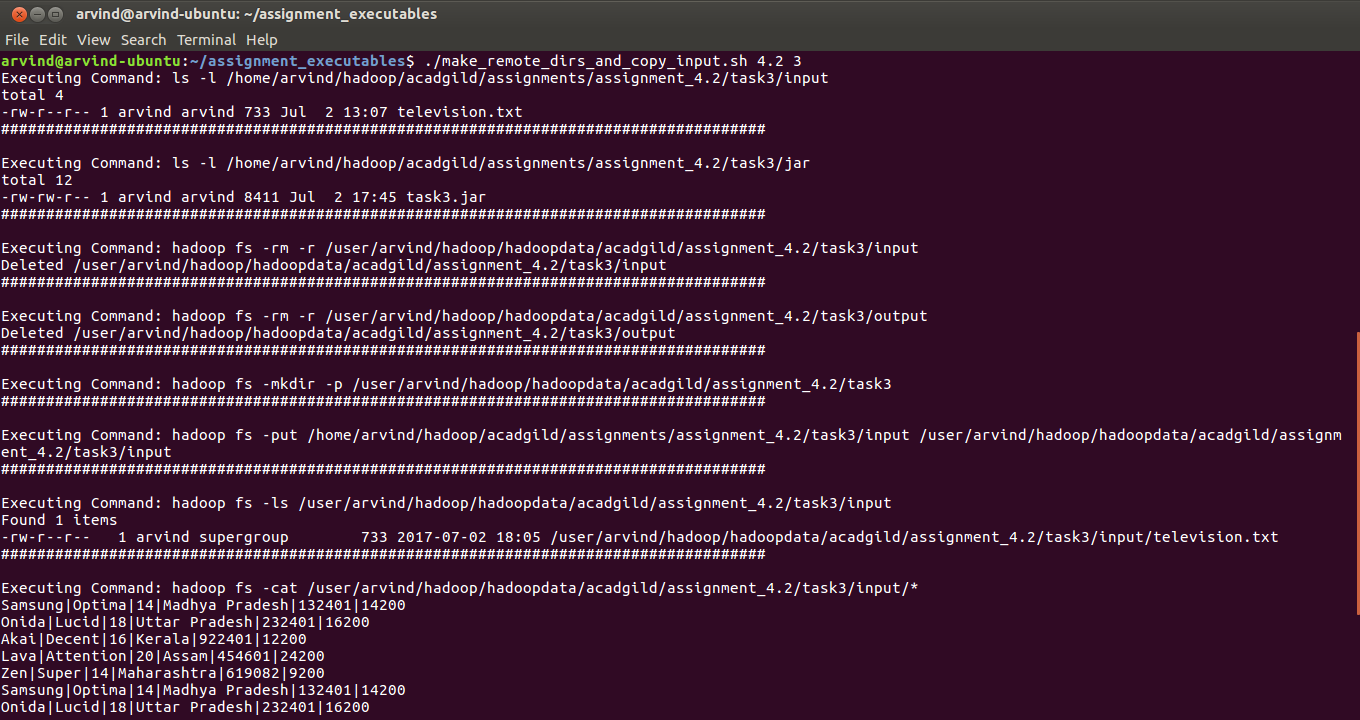 arvind@arvind-ubuntu: ~/assignment_executables
File Edit View Search Terminal Help
arvind@arvind-ubuntu:~/assignment_executables$ ./make_remote_dirs_and_copy_input.sh 4.2 3
Executing Command: ls -l /home/arvind/hadoop/acadgild/assignments/assignment_4.2/task3/input
total 4
-rw-r--r-- 1 arvind arvind 733 Jul  2 13:07 television.txt
#####################################################################################

Executing Command: ls -l /home/arvind/hadoop/acadgild/assignments/assignment_4.2/task3/jar
total 12
-rw-rw-r-- 1 arvind arvind 8411 Jul  2 17:45 task3.jar
#####################################################################################

Executing Command: hadoop fs -rm -r /user/arvind/hadoop/hadoopdata/acadgild/assignment_4.2/task3/input
Deleted /user/arvind/hadoop/hadoopdata/acadgild/assignment_4.2/task3/input
#####################################################################################

Executing Command: hadoop fs -rm -r /user/arvind/hadoop/hadoopdata/acadgild/assignment_4.2/task3/output
Deleted /user/arvind/hadoop/hadoopdata/acadgild/assignment_4.2/task3/output
#####################################################################################

Executing Command: hadoop fs -mkdir -p /user/arvind/hadoop/hadoopdata/acadgild/assignment_4.2/task3
#####################################################################################

Executing Command: hadoop fs -put /home/arvind/hadoop/acadgild/assignments/assignment_4.2/task3/input /user/arvind/hadoop/hadoopdata/acadgild/assignm
ent_4.2/task3/input
#####################################################################################

Executing Command: hadoop fs -ls /user/arvind/hadoop/hadoopdata/acadgild/assignment_4.2/task3/input
Found 1 items
-rw-r--r--   1 arvind supergroup        733 2017-07-02 18:05 /user/arvind/hadoop/hadoopdata/acadgild/assignment_4.2/task3/input/television.txt
#####################################################################################

Executing Command: hadoop fs -cat /user/arvind/hadoop/hadoopdata/acadgild/assignment_4.2/task3/input/*
Samsung|Optima|14|Madhya Pradesh|132401|14200
Onida|Lucid|18|Uttar Pradesh|232401|16200
Akai|Decent|16|Kerala|922401|12200
Lava|Attention|20|Assam|454601|24200
Zen|Super|14|Maharashtra|619082|9200
Samsung|Optima|14|Madhya Pradesh|132401|14200
Onida|Lucid|18|Uttar Pradesh|232401|16200